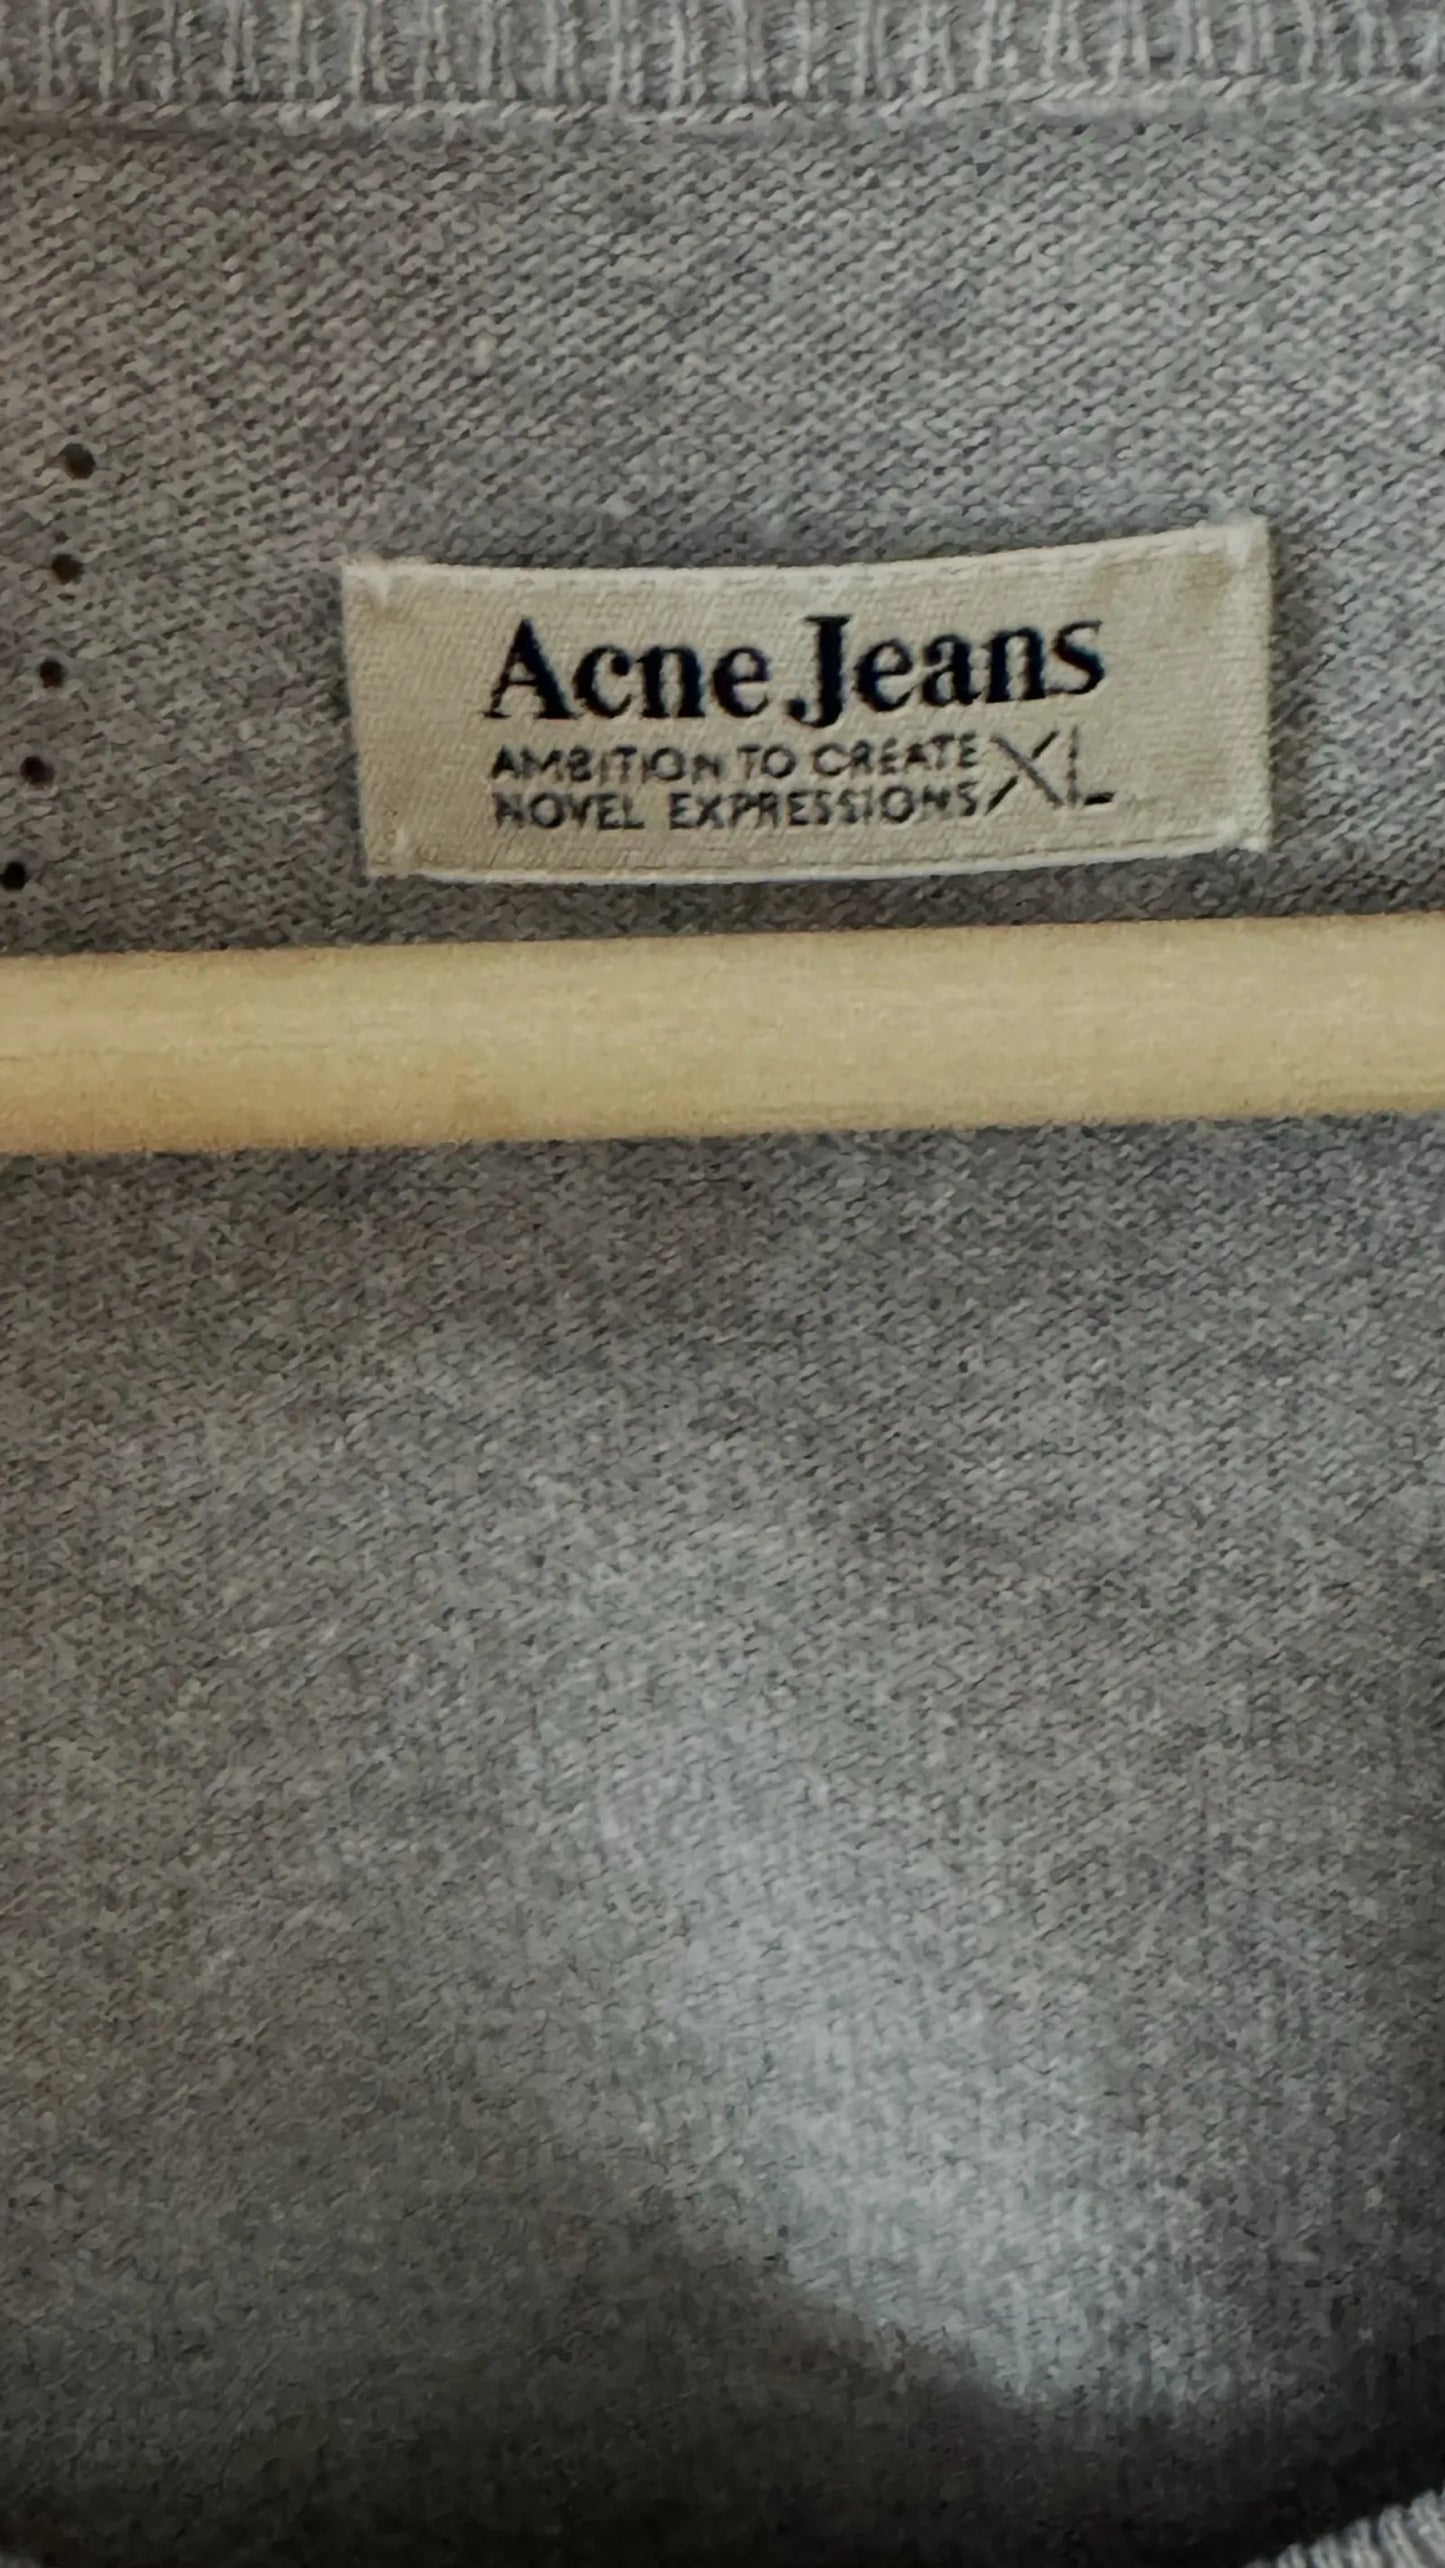 Acne Jeans
AMBITION TO CREATE
NOVEL EXPRESSIONS XL